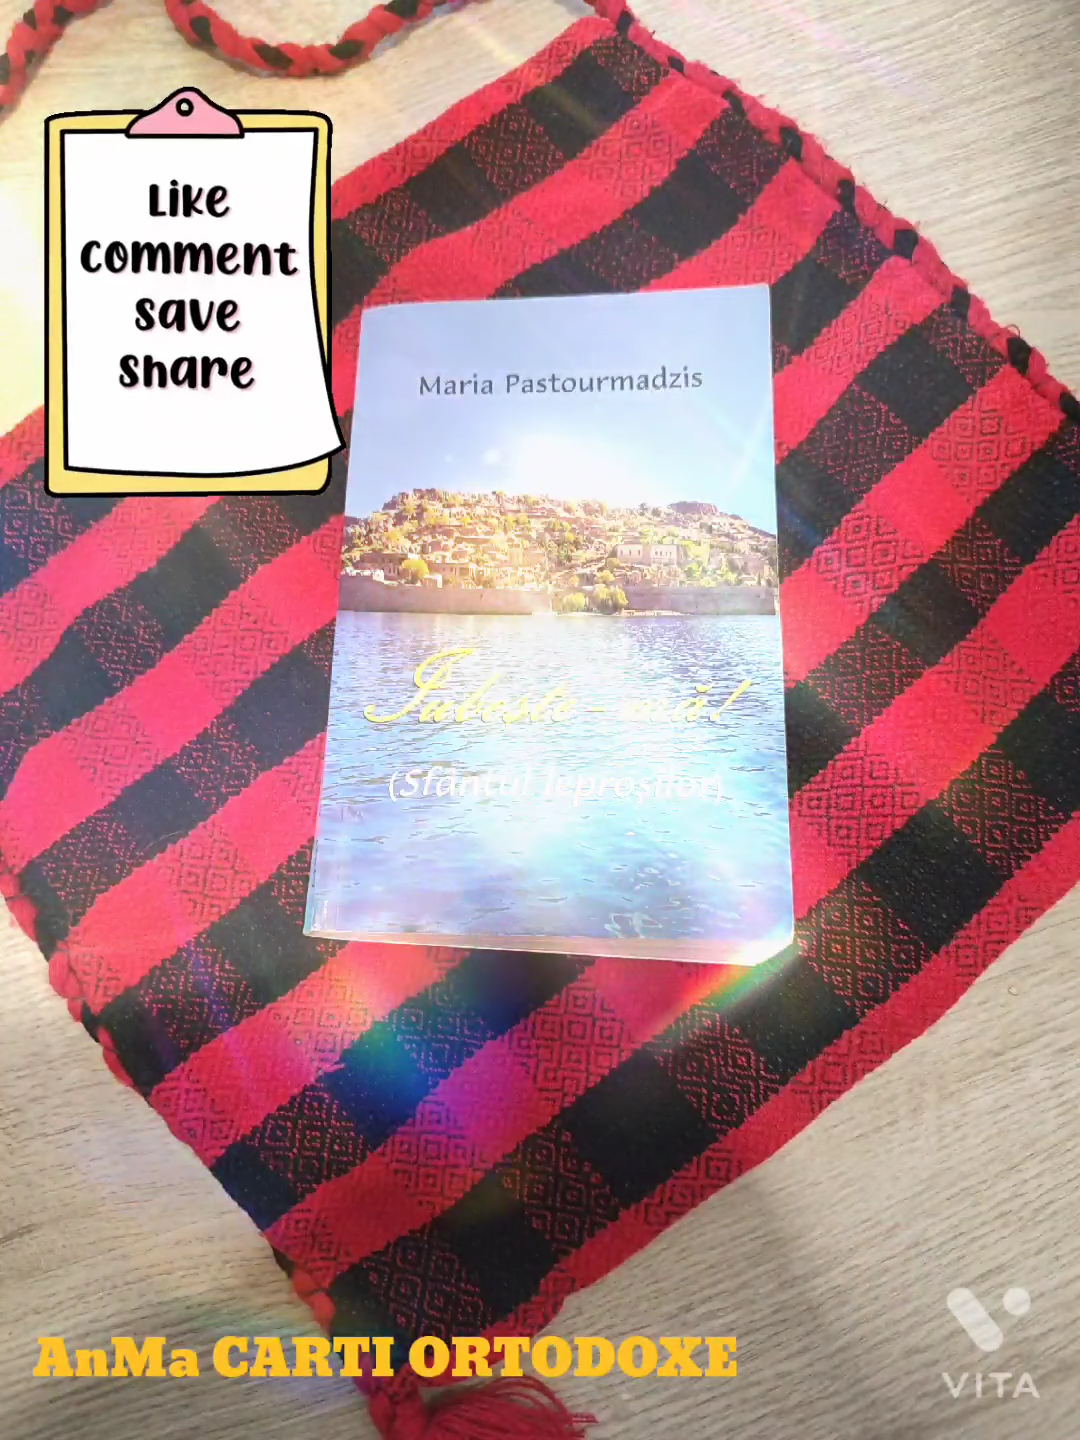 Like
comment
save
share
Maria Pastourmadzis
Iubește-mă!
(Sfântul leproșilor)
AnMa CARTI ORTODOXE
VITA